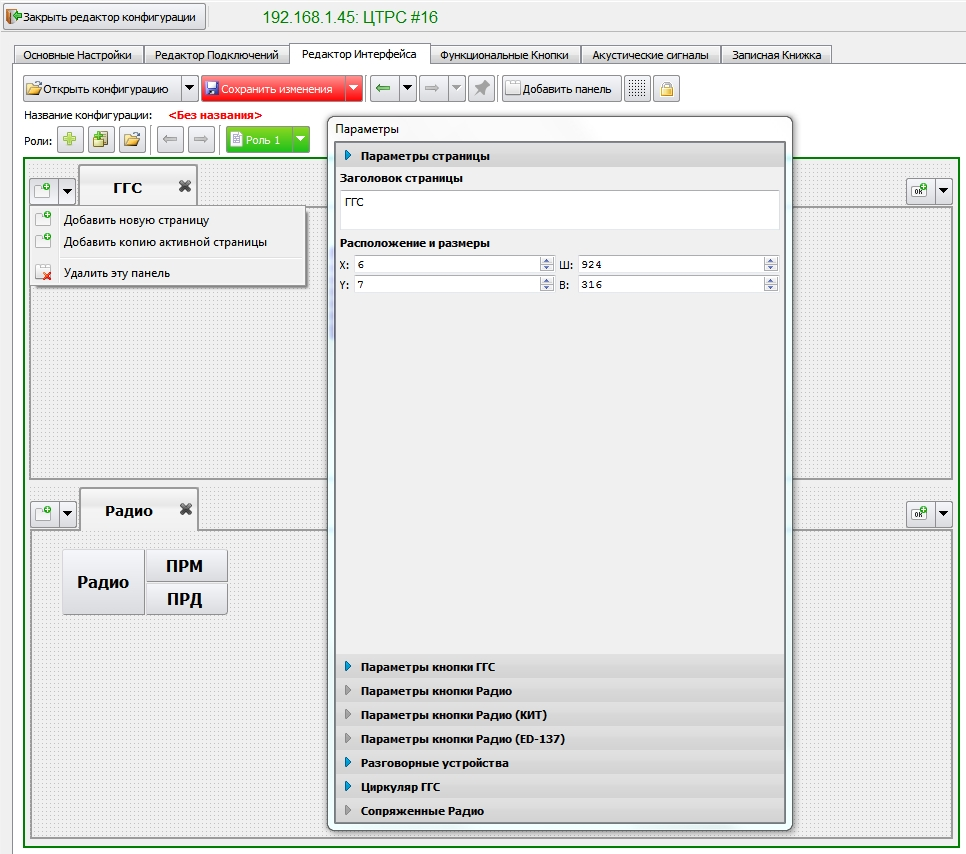 Закрыть редактор конфигурации
192.168.1.45: ЦТРС #16
Основные Настройки
Редактор Подключений
Редактор Интерфейса
Функциональные Кнопки
Акустические сигналы
Записная Книжка
Открыть конфигурацию
Сохранить изменения
Добавить панель
Название конфигурации: <Без названия>
Роли:
Роль 1
ГГС
Добавить новую страницу
Добавить копию активной страницы
Удалить эту панель
Параметры
Параметры страницы
Заголовок страницы
ГГС
Расположение и размеры
X: 6 Ш: 924
Y: 7 В: 316
Параметры кнопки ГГС
Параметры кнопки Радио
Параметры кнопки Радио (КИТ)
Параметры кнопки Радио (ED-137)
Разговорные устройства
Циркуляр ГГС
Сопряженные Радио
OK
Радио
OK
Радио
ПРМ
ПРД